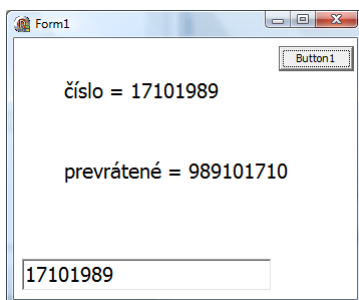 Form1
Button1
číslo = 17101989
prevrátené = 989101710
17101989